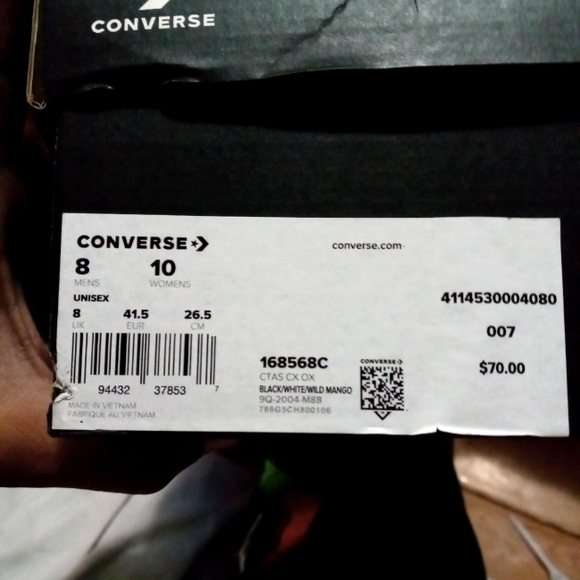 CONVERSE
CONVERSE
converse.com
8 10
MENS WOMENS
UNISEX
8 41.5 26.5
UK EUR CM
4114530004080
007
$70.00
94432 37853 7
MADE IN VIETNAM
FABRIQUE AU VIETNAM
168568C
CTAS CX OX
BLACK/WHITE/WILD MANGO
9Q-2004-M88
789G5CH800106
CONVERSE